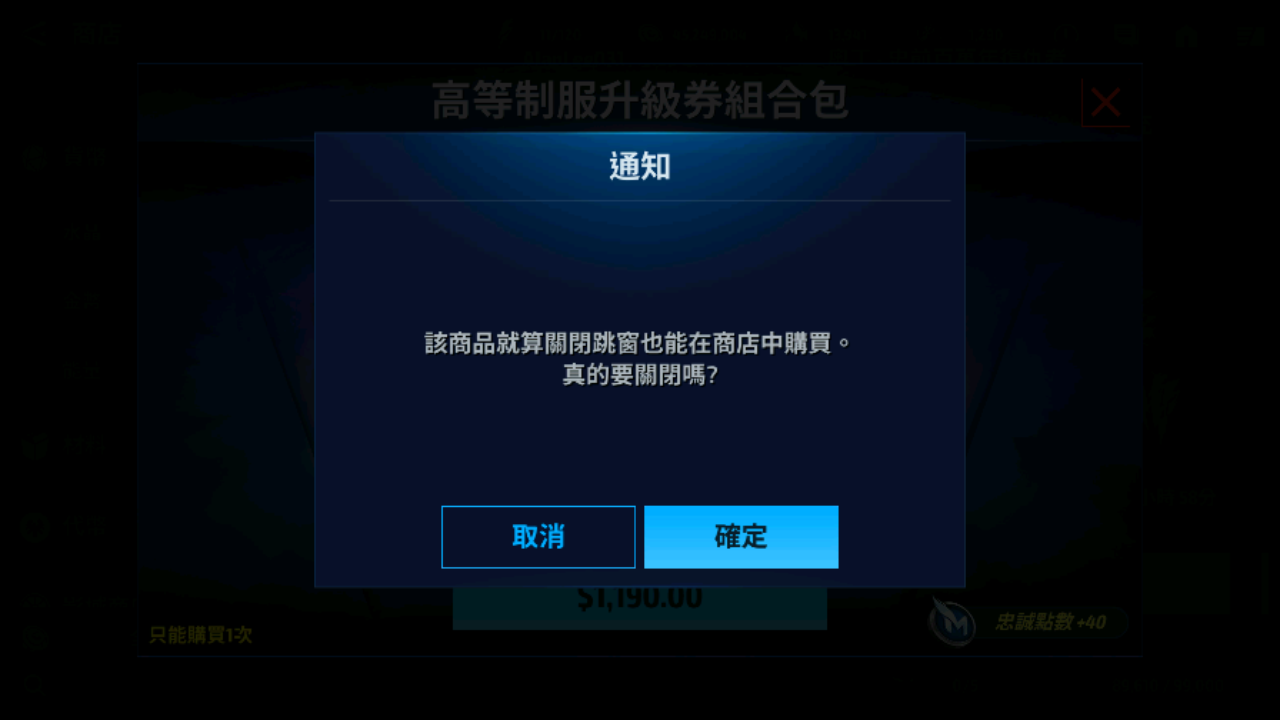 高等制服升級券組合包
通知
該商品就算關閉跳窗也能在商店中購買。
真的要關閉嗎?
取消
確定
$1,190.00
只能購買1次
忠誠點數 +40